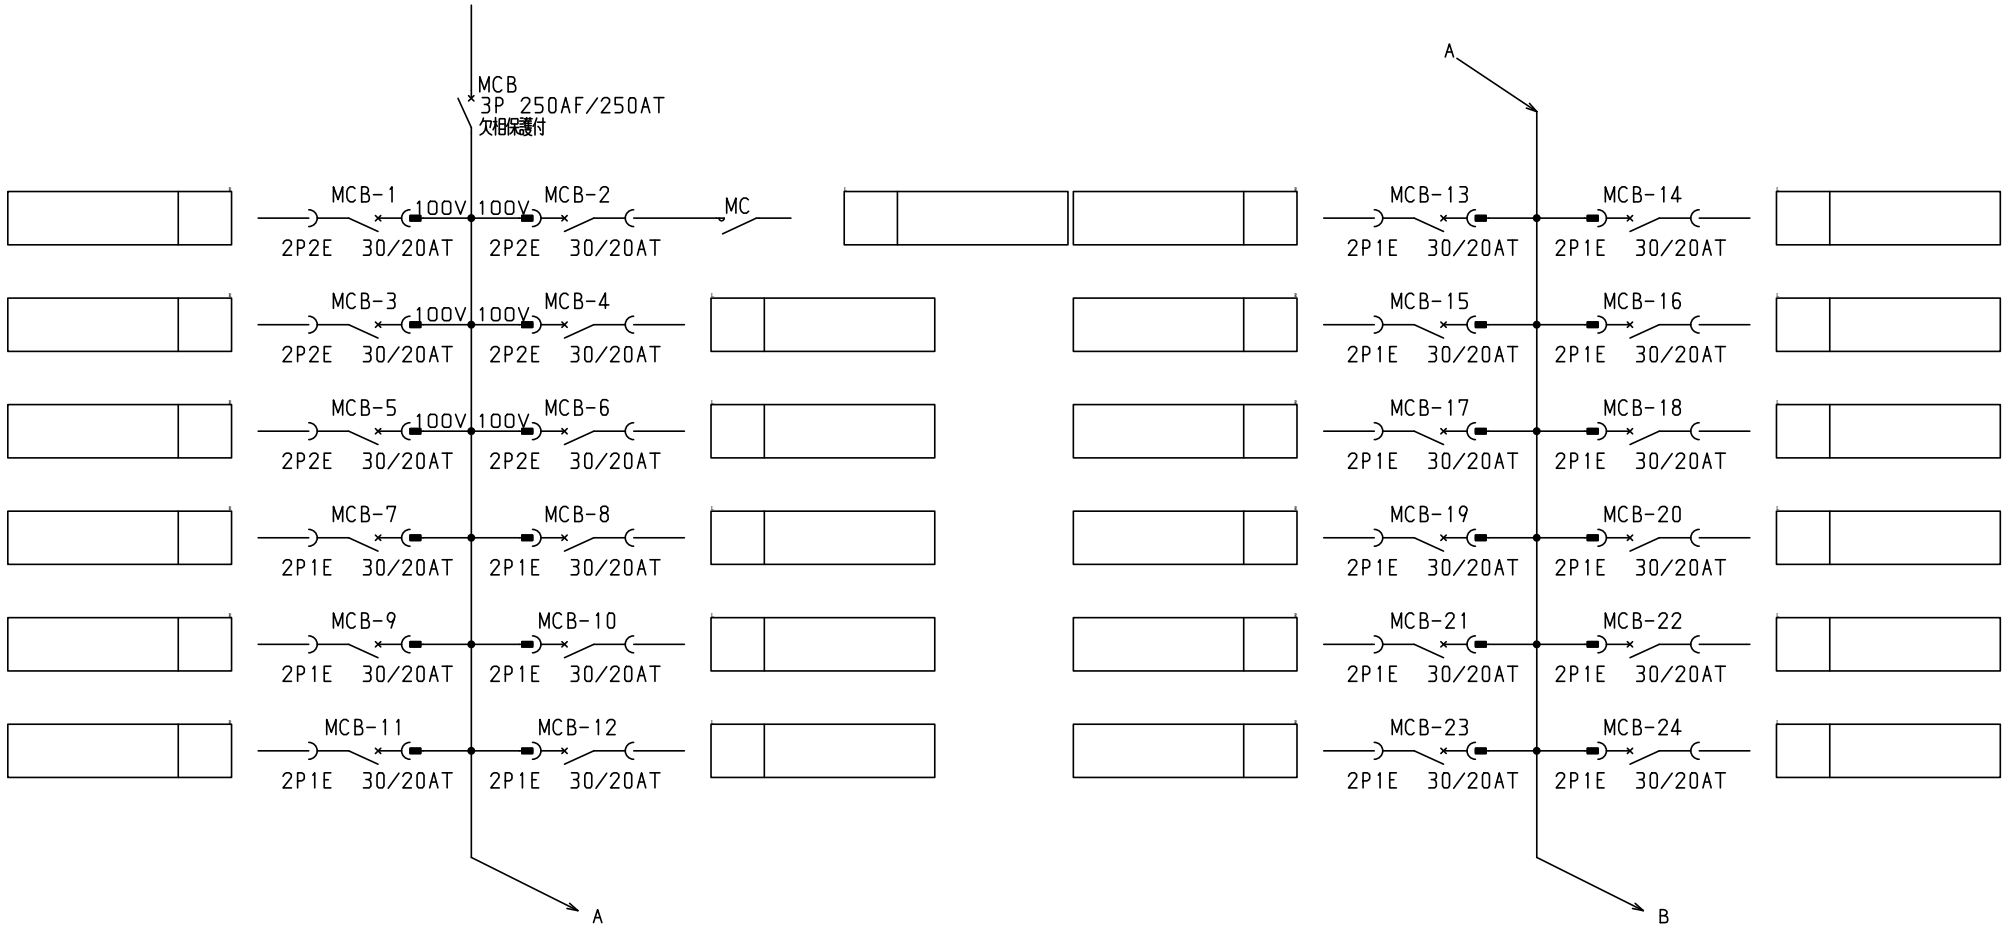 MCB
3P 250AF/250AT
欠相保護付
MCB-1
100V
100V
MCB-2
MC
2P2E 30/20AT
2P2E 30/20AT
MCB-3
100V
100V
MCB-4
2P2E 30/20AT
2P2E 30/20AT
MCB-5
100V
100V
MCB-6
2P2E 30/20AT
2P2E 30/20AT
MCB-7
MCB-8
2P1E 30/20AT
2P1E 30/20AT
MCB-9
MCB-10
2P1E 30/20AT
2P1E 30/20AT
MCB-11
MCB-12
2P1E 30/20AT
2P1E 30/20AT
A
A
MCB-13
MCB-14
2P1E 30/20AT
2P1E 30/20AT
MCB-15
MCB-16
2P1E 30/20AT
2P1E 30/20AT
MCB-17
MCB-18
2P1E 30/20AT
2P1E 30/20AT
MCB-19
MCB-20
2P1E 30/20AT
2P1E 30/20AT
MCB-21
MCB-22
2P1E 30/20AT
2P1E 30/20AT
MCB-23
MCB-24
2P1E 30/20AT
2P1E 30/20AT
B